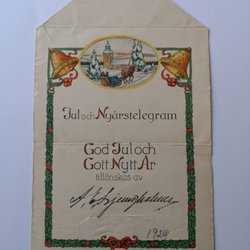 Jul och Nyårstelegram
God Jul och
Gott Nytt År
tillönskas av
1924